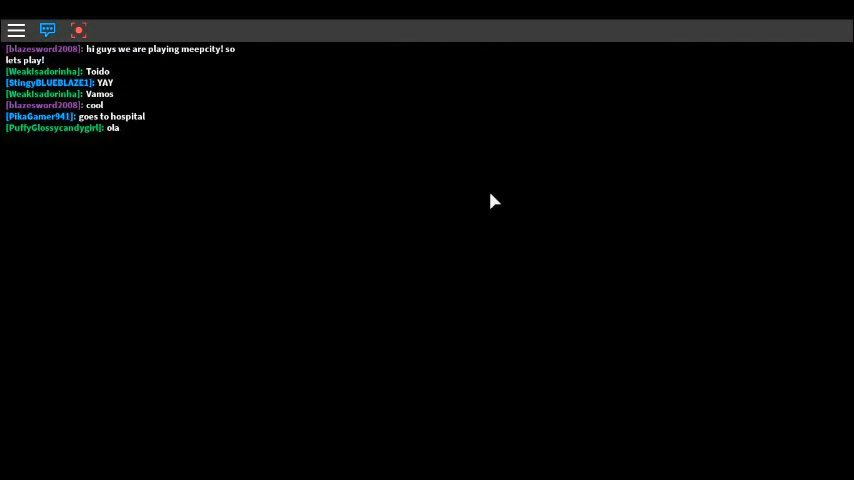 [blazesword2008]: hi guys we are playing meepcity! so
lets play!
[WeakIsadorinha]: Toido
[StingyBLUEBLAZE1]: YAY
[WeakIsadorinha]: Vamos
[blazesword2008]: cool
[PikaGamer941]: goes to hospital
[PuffyGlossycandygirl]: ola